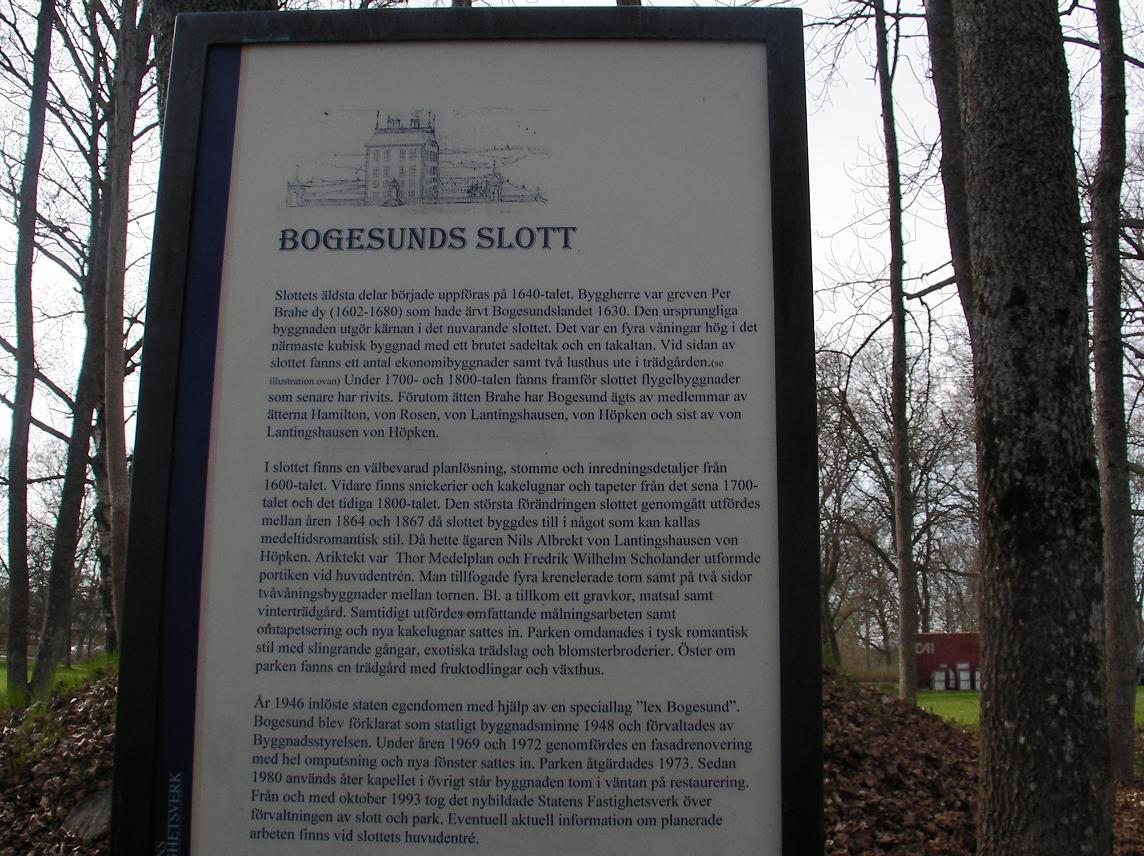 BOGESUNDS SLOTT
Slottets äldsta delar började uppföras på 1640-talet. Byggherre var greven Per
Brahe dy (1602-1680) som hade ärvt Bogesundslandet 1630. Den ursprungliga
byggnaden utgör kärnan i det nuvarande slottet. Det var en fyra våningar hög i det
närmaste kubisk byggnad med ett brutet sadeltak och en takaltan. Vid sidan av
slottet fanns ett antal ekonomibyggnader samt två lusthus ute i trädgården.(se
illustration ovan) Under 1700- och 1800-talen fanns framför slottet flygelbyggnader
som senare har rivits. Förutom ätten Brahe har Bogesund ägts av medlemmar av
ätterna Hamilton, von Rosen, von Lantingshausen, von Höpken och sist av von
Lantingshausen von Höpken.
I slottet finns en välbevarad planlösning, stomme och inredningsdetaljer från
1600-talet. Vidare finns snickerier och kakelugnar och tapeter från det sena 1700-
talet och det tidiga 1800-talet. Den största förändringen slottet genomgått utfördes
mellan åren 1864 och 1867 då slottet byggdes till i något som kan kallas
medeltidsromantisk stil. Då hette ägaren Nils Albrekt von Lantingshausen von
Höpken. Ariktekt var Thor Medelplan och Fredrik Wilhelm Scholander utformde
portiken vid huvudentrén. Man tillfogade fyra krenelerade torn samt på två sidor
tvåvåningsbyggnader mellan tornen. Bl. a tillkom ett gravkor, matsal samt
vinterträdgård. Samtidigt utfördes omfattande målningsarbeten samt
omtapetsering och nya kakelugnar sattes in. Parken omdanades i tysk romantisk
stil med slingrande gångar, exotiska trädslag och blomsterbroderier. Öster om
parken fanns en trädgård med fruktodlingar och växthus.
År 1946 inlöste staten egendomen med hjälp av en speciallag ”lex Bogesund”.
Bogesund blev förklarat som statligt byggnadsminne 1948 och förvaltades av
Byggnadsstyrelsen. Under åren 1969 och 1972 genomfördes en fasadrenovering
med hel omputsning och nya fönster sattes in. Parken åtgärdades 1973. Sedan
1980 används åter kapellet i övrigt står byggnaden tom i väntan på restaurering.
Från och med oktober 1993 tog det nybildade Statens Fastighetsverk över
förvaltningen av slott och park. Eventuell aktuell information om planerade
arbeten finns vid slottets huvudentré.